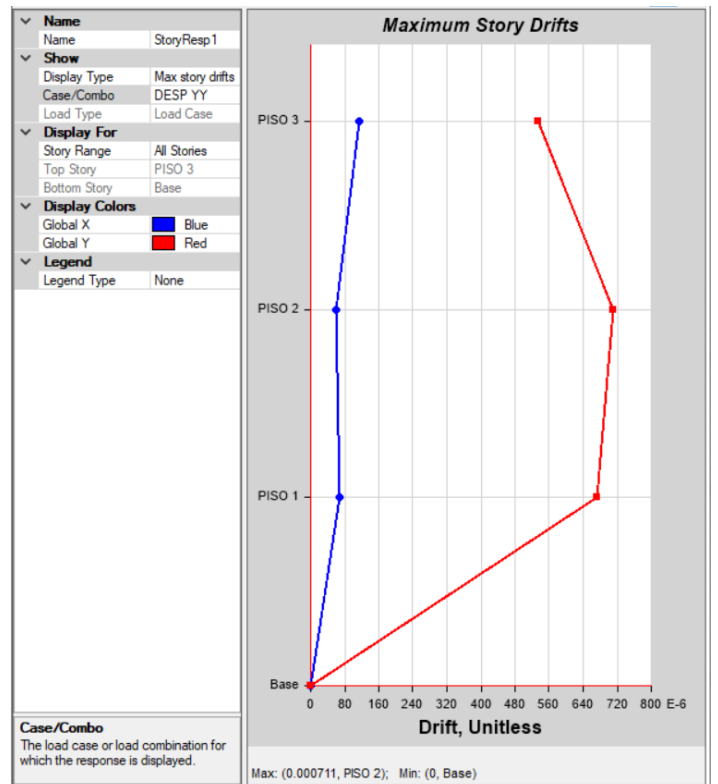 Name
Name StoryResp1
Show
Display Type Max story drifts
Case/Combo DESP YY
Load Type Load Case
Display For
Story Range All Stories
Top Story PISO 3
Bottom Story Base
Display Colors
Global X Blue
Global Y Red
Legend
Legend Type None
Case/Combo
The load case or load combination for
which the response is displayed.
Maximum Story Drifts
PISO 3
PISO 2
PISO 1
Base
0 80 160 240 320 400 480 560 640 720 800 E-6
Drift, Unitless
Max: (0.000711, PISO 2); Min: (0, Base)